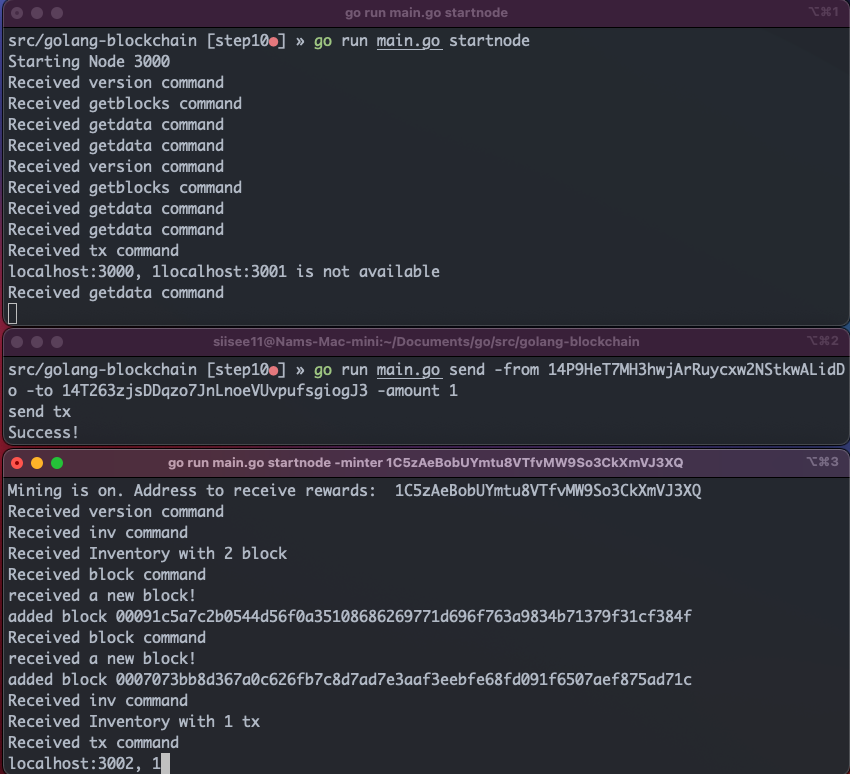 go run main.go startnode
⌥⌘1
src/golang-blockchain [step10●] » go run main.go startnode
Starting Node 3000
Received version command
Received getblocks command
Received getdata command
Received getdata command
Received version command
Received getblocks command
Received getdata command
Received getdata command
Received tx command
localhost:3000, 1localhost:3001 is not available
Received getdata command
siisee11@Nams-Mac-mini:~/Documents/go/src/golang-blockchain
⌥⌘2
src/golang-blockchain [step10●] » go run main.go send -from 14P9HeT7MH3hwjArRuycxw2NStkwALidD
o -to 14T263zjsDDqzo7JnLnoeVUvpufsgiogJ3 -amount 1
send tx
Success!
go run main.go startnode -minter 1C5zAeBobUYmtu8VTfvMW9So3CkXmVJ3XQ
⌥⌘3
Mining is on. Address to receive rewards:  1C5zAeBobUYmtu8VTfvMW9So3CkXmVJ3XQ
Received version command
Received inv command
Received Inventory with 2 block
Received block command
received a new block!
added block 00091c5a7c2b0544d56f0a35108686269771d696f763a9834b71379f31cf384f
Received block command
received a new block!
added block 0007073bb8d367a0c626fb7c8d7ad7e3aaf3eebfe68fd091f6507aef875ad71c
Received inv command
Received Inventory with 1 tx
Received tx command
localhost:3002, 1